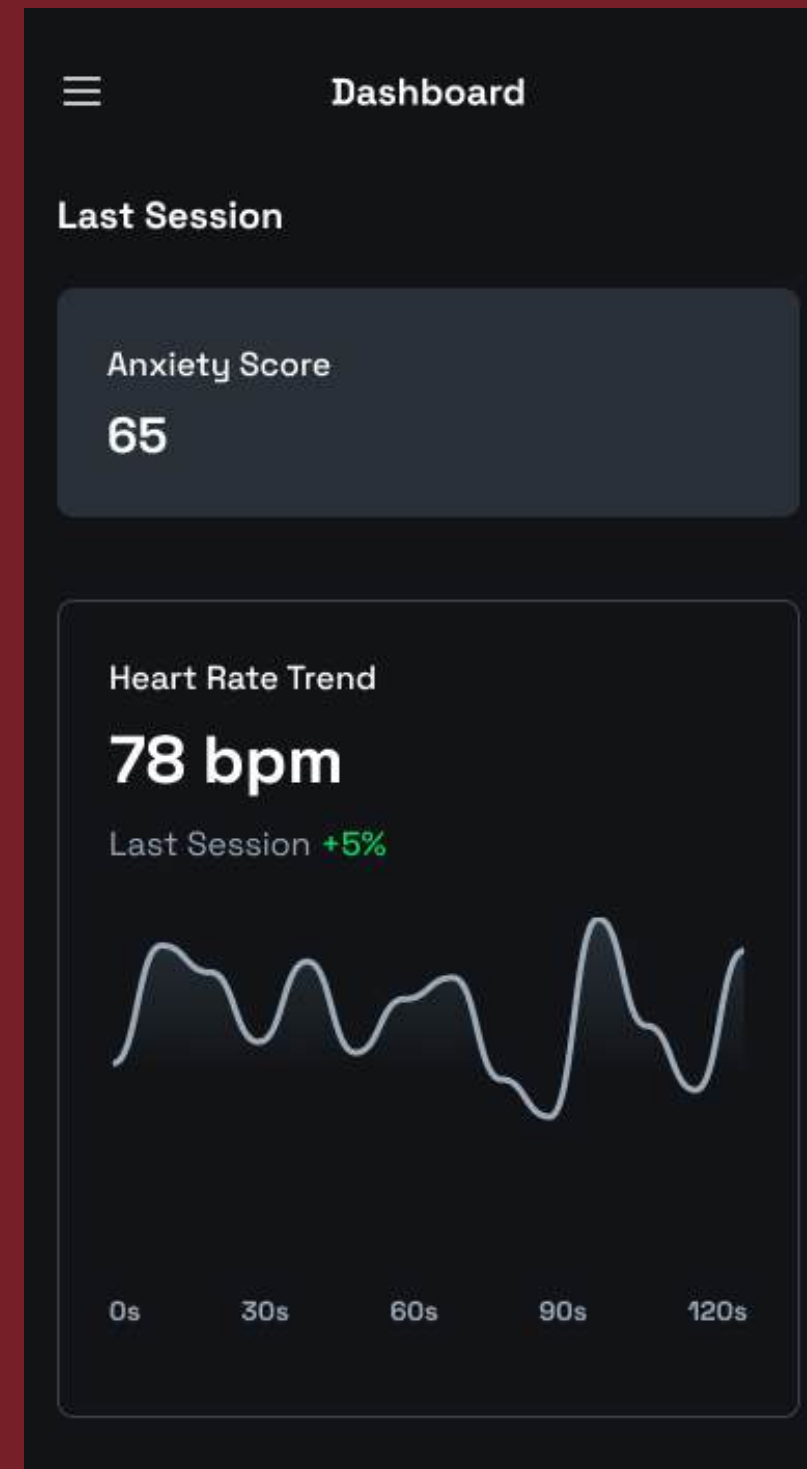 Dashboard
Last Session
Anxiety Score
65
Heart Rate Trend
78 bpm
Last Session +5%
0s 30s 60s 90s 120s